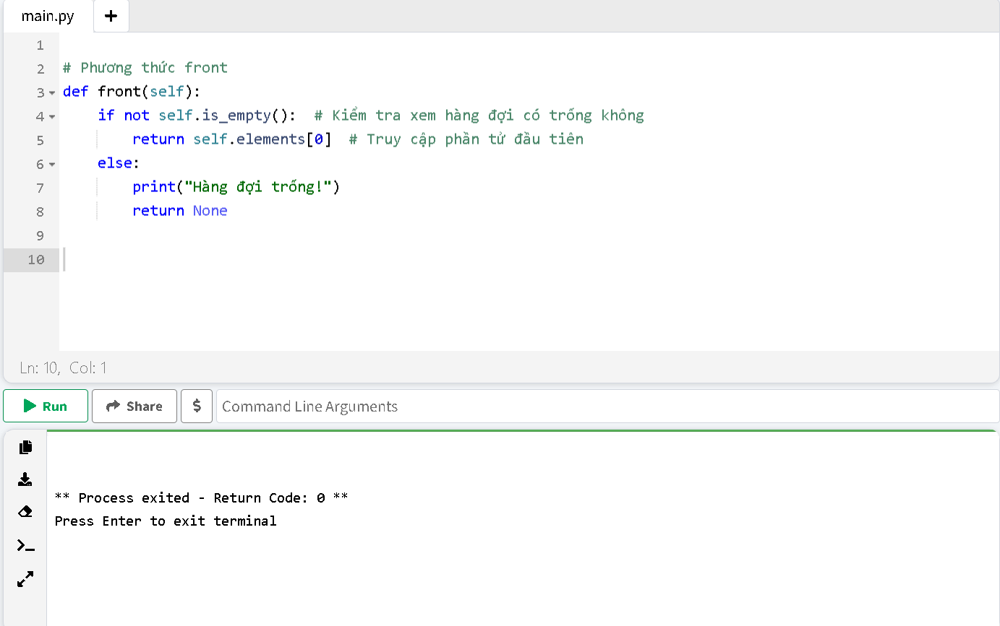 main.py +
1
2 # Phương thức front
3 def front(self):
4 if not self.is_empty():  # Kiểm tra xem hàng đợi có trống không
5 return self.elements[0]  # Truy cập phần tử đầu tiên
6 else:
7 print("Hàng đợi trống!")
8 return None
9
10
Ln: 10, Col: 1
Run Share $ Command Line Arguments
** Process exited - Return Code: 0 **
Press Enter to exit terminal